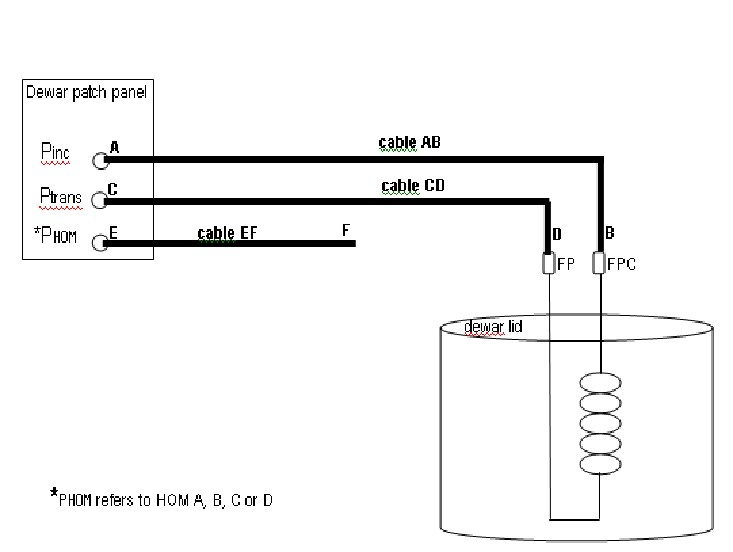 Dewar patch panel
A
cable AB
Pinc
C
cable CD
Ptrans
*PHOM
E
cable EF
F
D
B
FP
FPC
dewar lid
*PHOM refers to HOM A, B, C or D